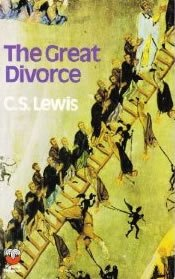 The Great
Divorce
C.S. Lewis